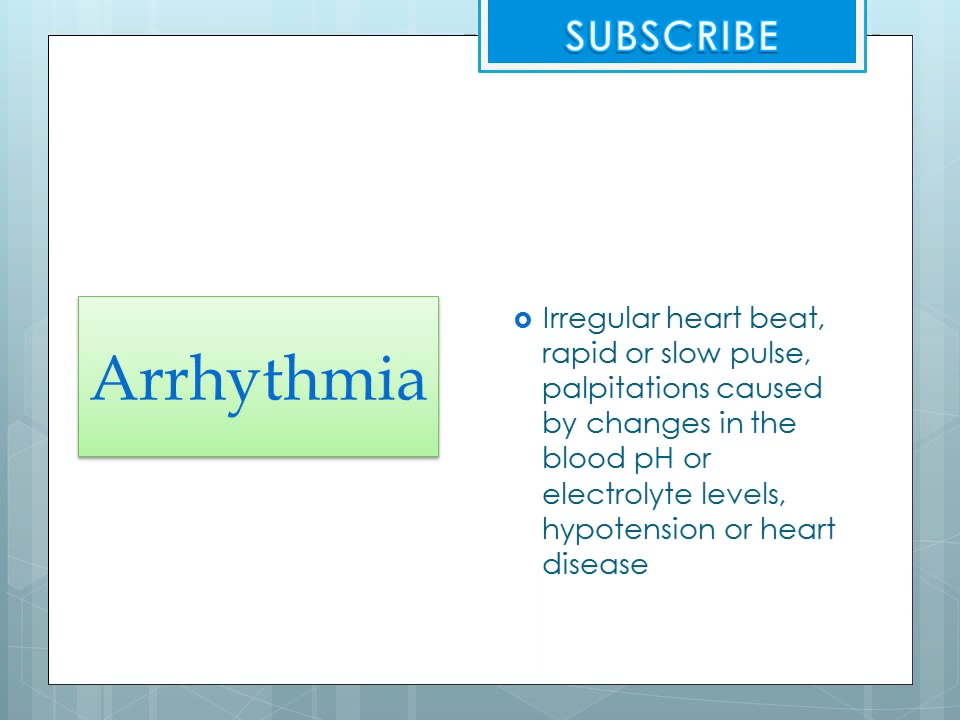 SUBSCRIBE
Arrhythmia
Irregular heart beat,
rapid or slow pulse,
palpitations caused
by changes in the
blood pH or
electrolyte levels,
hypotension or heart
disease